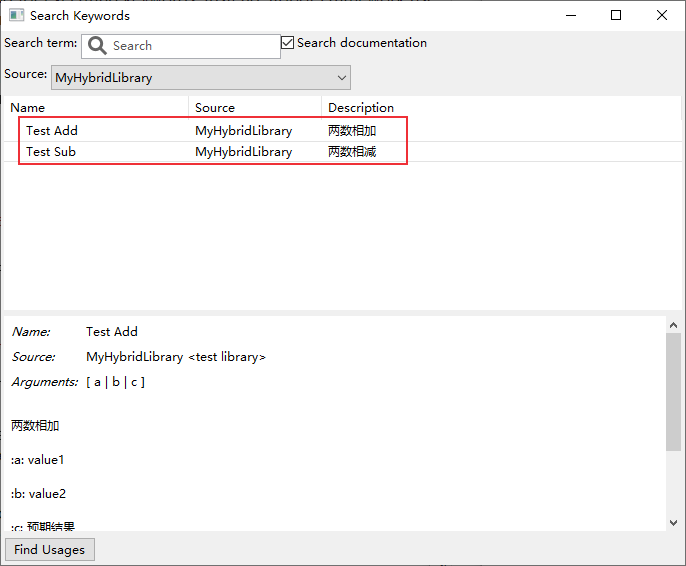 Search Keywords
Search term: Search Search documentation
Source: MyHybridLibrary
Name Source Description
Test Add MyHybridLibrary 两数相加
Test Sub MyHybridLibrary 两数相减
Name: Test Add
Source: MyHybridLibrary <test library>
Arguments: [ a | b | c ]
两数相加
:a: value1
:b: value2
:c: 预期结果
Find Usages